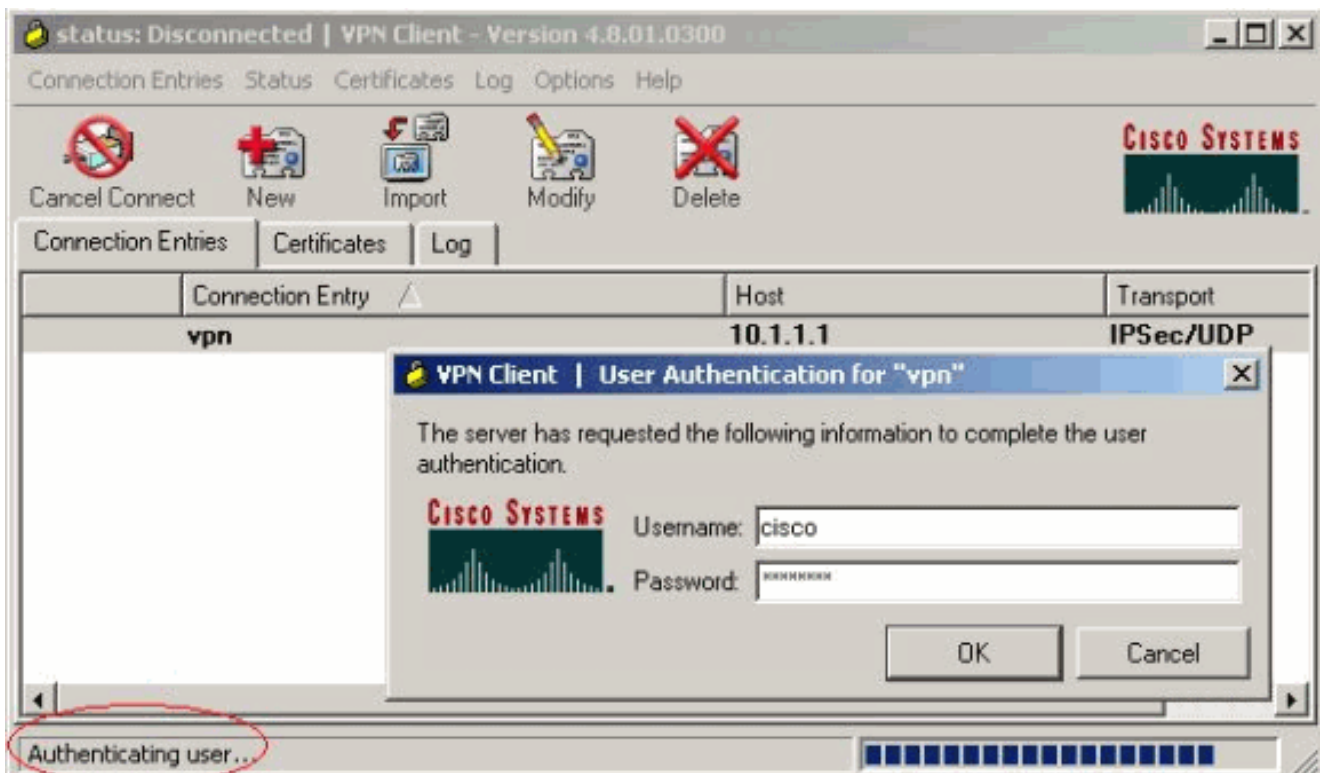 status: Disconnected | VPN Client - Version 4.8.01.0300
Connection Entries Status Certificates Log Options Help
Cancel Connect New Import Modify Delete
CISCO SYSTEMS
Connection Entries Certificates Log
Connection Entry Host Transport
vpn 10.1.1.1 IPSec/UDP
VPN Client | User Authentication for "vpn"
The server has requested the following information to complete the user
authentication.
CISCO SYSTEMS
Username: cisco
Password: ********
OK Cancel
Authenticating user...